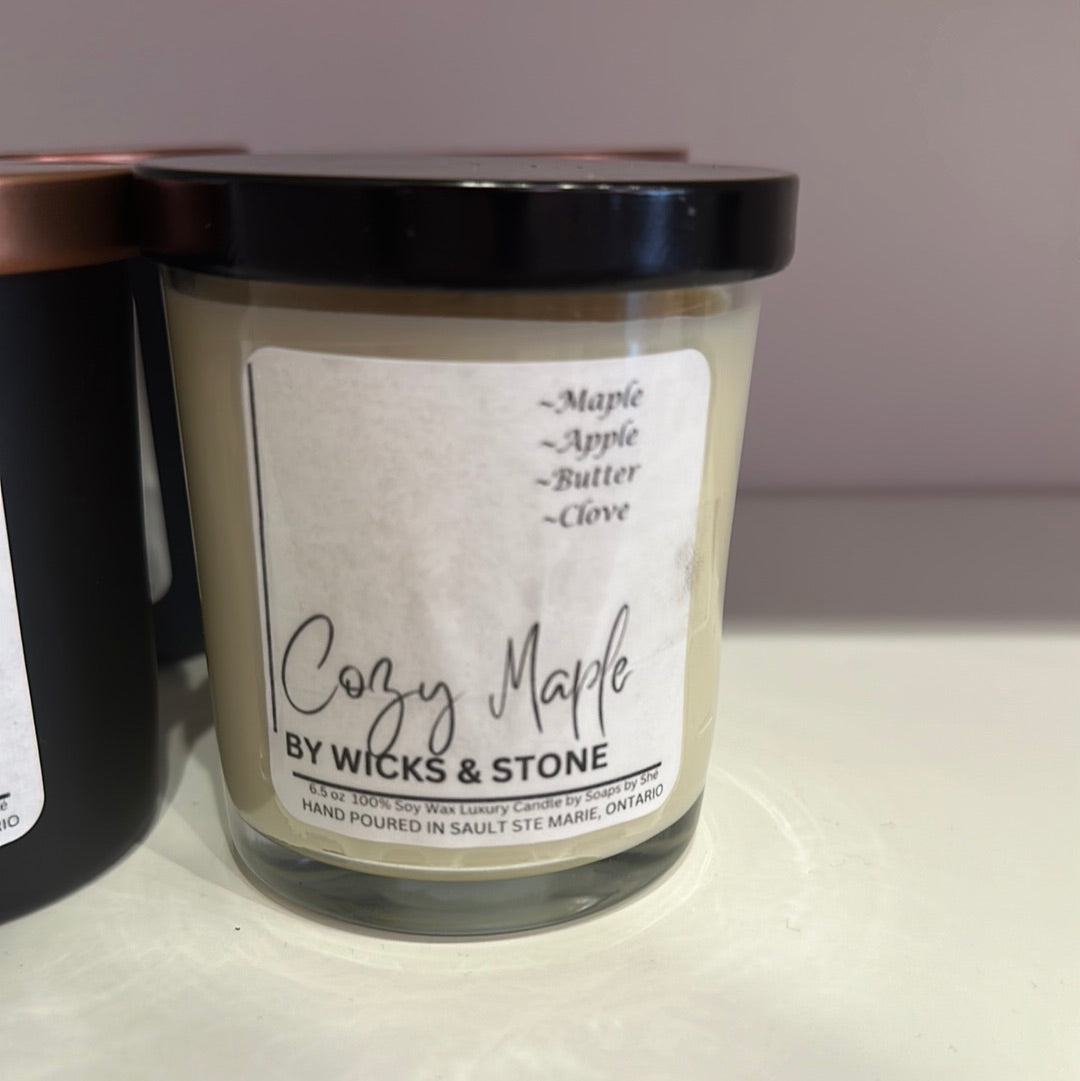 ~Maple
~Apple
~Butter
~Clove
Cozy Maple
BY WICKS & STONE
6.5 oz 100% Soy Wax Luxury Candle by Soaps by She
HAND POURED IN SAULT STE MARIE, ONTARIO